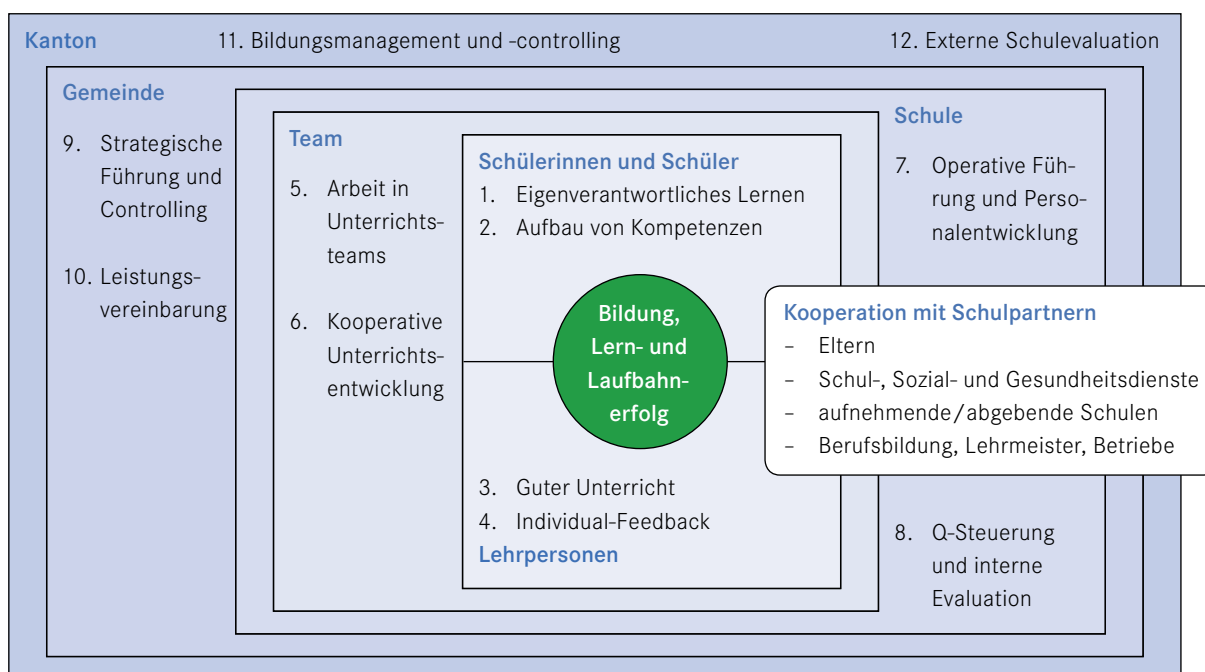 Kanton
11. Bildungsmanagement und -controlling
12. Externe Schulevaluation
Gemeinde
9. Strategische
Führung und
Controlling
10. Leistungs-
vereinbarung
Team
5. Arbeit in
Unterrichts-
teams
6. Kooperative
Unterrichts-
entwicklung
Schülerinnen und Schüler
1. Eigenverantwortliches Lernen
2. Aufbau von Kompetenzen
Bildung,
Lern- und
Laufbahn-
erfolg
3. Guter Unterricht
4. Individual-Feedback
Lehrpersonen
Schule
7. Operative Füh-
rung und Perso-
nalentwicklung
Kooperation mit Schulpartnern
– Eltern
– Schul-, Sozial- und Gesundheitsdienste
– aufnehmende/abgebende Schulen
– Berufsbildung, Lehrmeister, Betriebe
8. Q-Steuerung
und interne
Evaluation